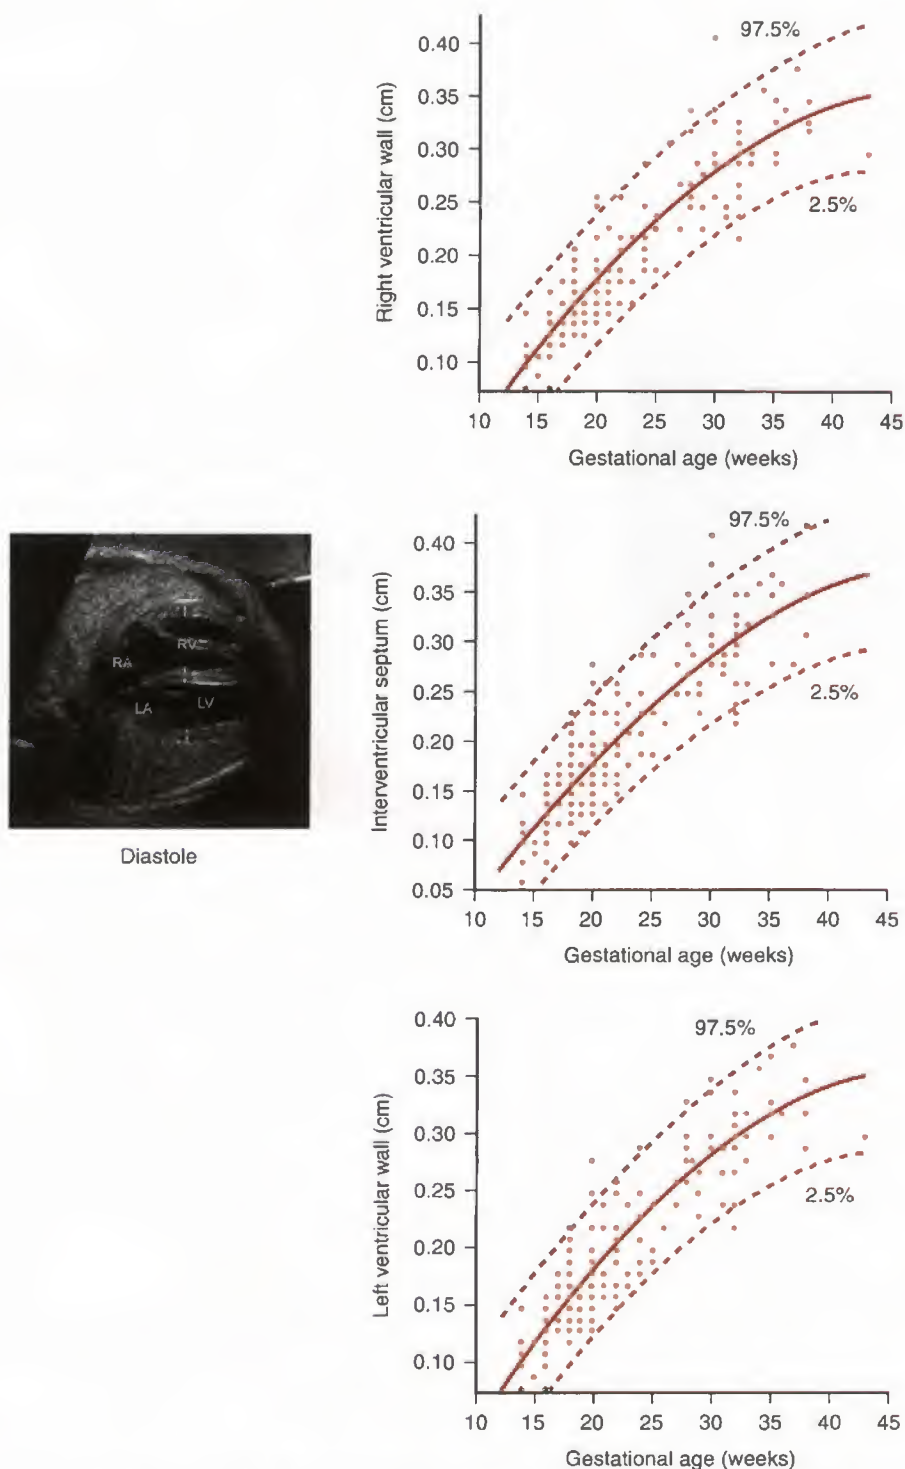 97.5%
0.40
0.35
0.30
0.25
0.20
0.15
0.10
Right ventricular wall (cm)
2.5%
10 15 20 25 30 35 40 45
Gestational age (weeks)
RV
RA
LA LV
Diastole
97.5%
0.40
0.35
0.30
0.25
0.20
0.15
0.10
0.05
Interventricular septum (cm)
2.5%
10 15 20 25 30 35 40 45
Gestational age (weeks)
97.5%
0.40
0.35
0.30
0.25
0.20
0.15
0.10
Left ventricular wall (cm)
2.5%
10 15 20 25 30 35 40 45
Gestational age (weeks)